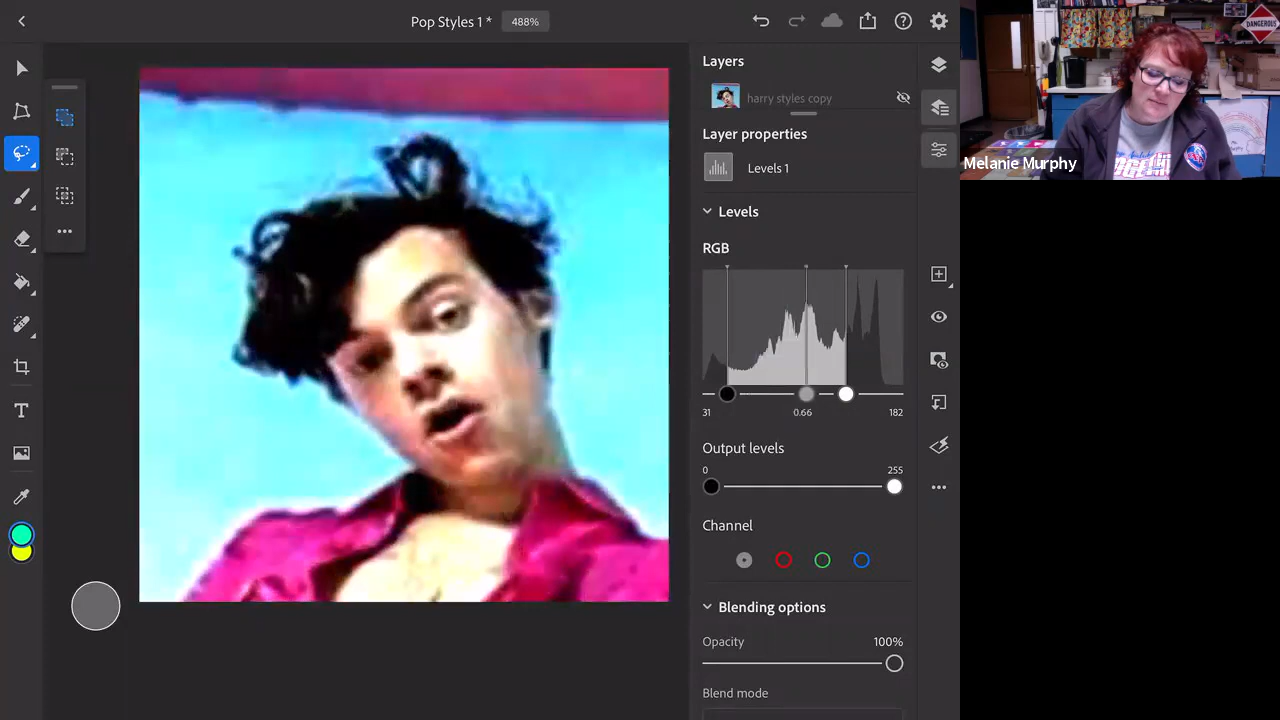 Pop Styles 1 *
488%
Layers
harry styles copy
Layer properties
Levels 1
Levels
RGB
31
0.66
182
Output levels
0
255
Channel
Blending options
Opacity
100%
Blend mode
T
DANGEROUS
Melanie Murphy